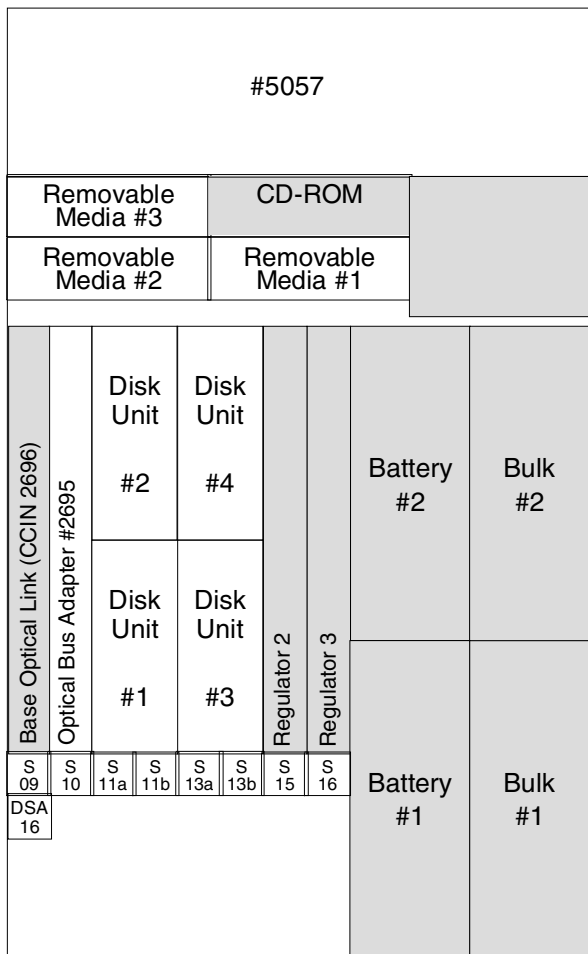 #5057
Removable
Media #3
CD-ROM
Removable
Media #2
Removable
Media #1
Base Optical Link (CCIN 2696)
Optical Bus Adapter #2695
Disk
Unit
#2
Disk
Unit
#4
Disk
Unit
#1
Disk
Unit
#3
Regulator 2
Regulator 3
Battery
#2
Bulk
#2
S
09
S
10
S
11a
S
11b
S
13a
S
13b
S
15
S
16
DSA
16
Battery
#1
Bulk
#1